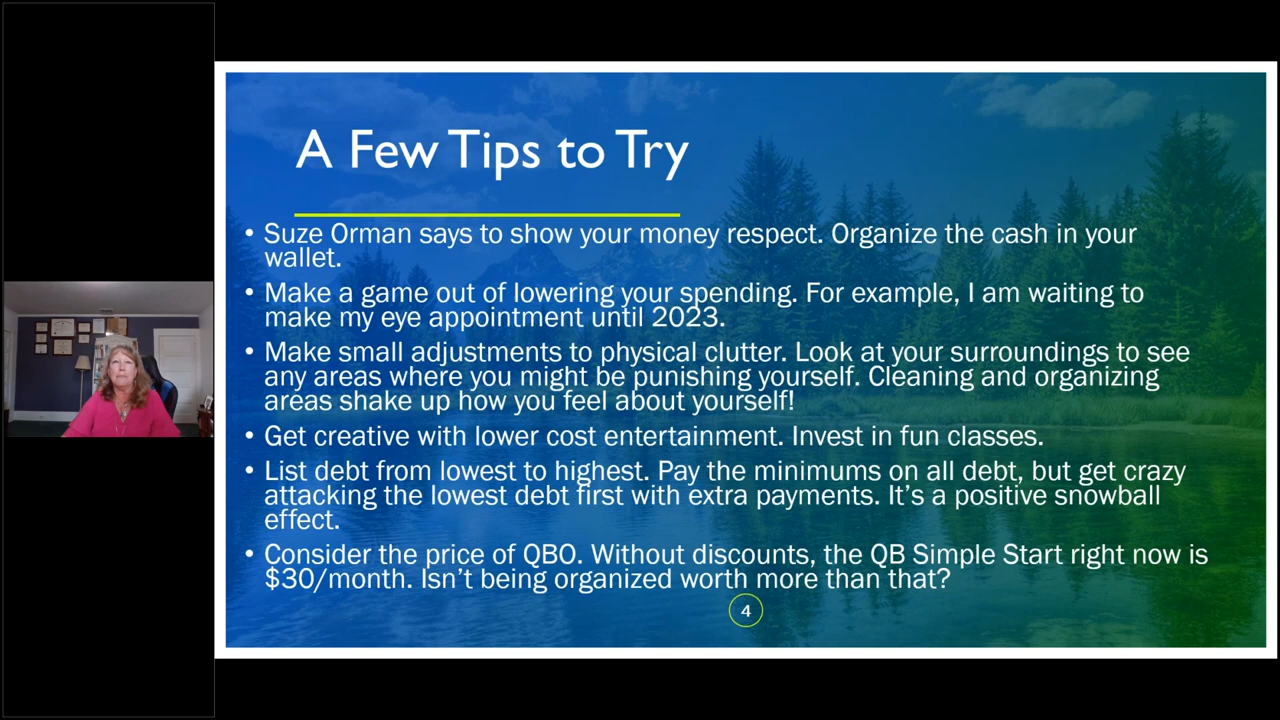 A Few Tips to Try
• Suze Orman says to show your money respect. Organize the cash in your
wallet.
• Make a game out of lowering your spending. For example, I am waiting to
make my eye appointment until 2023.
• Make small adjustments to physical clutter. Look at your surroundings to see
any areas where you might be punishing yourself. Cleaning and organizing
areas shake up how you feel about yourself!
• Get creative with lower cost entertainment. Invest in fun classes.
• List debt from lowest to highest. Pay the minimums on all debt, but get crazy
attacking the lowest debt first with extra payments. It’s a positive snowball
effect.
• Consider the price of QBO. Without discounts, the QB Simple Start right now is
$30/month. Isn’t being organized worth more than that?
4